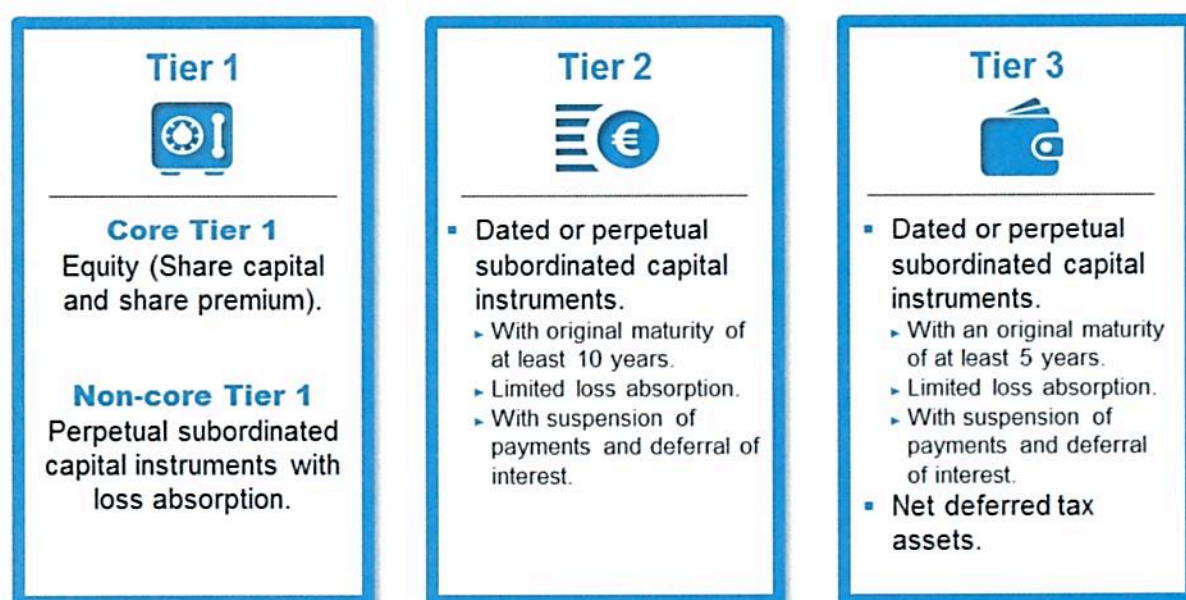 Tier 1
Core Tier 1
Equity (Share capital
and share premium).
Non-core Tier 1
Perpetual subordinated
capital instruments with
loss absorption.
Tier 2
€
▪ Dated or perpetual
subordinated capital
instruments.
► With original maturity of
at least 10 years.
► Limited loss absorption.
► With suspension of
payments and deferral of
interest.
Tier 3
▪ Dated or perpetual
subordinated capital
instruments.
► With an original maturity
of at least 5 years.
► Limited loss absorption.
► With suspension of
payments and deferral
of interest.
▪ Net deferred tax
assets.